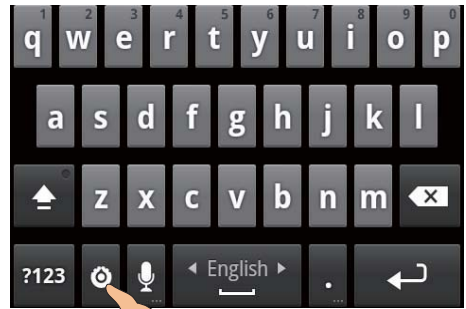 1 2 3 4 5 6 7 8 9 0
q w e r t y u i o p
a s d f g h j k l
z x c v b n m
?123 English . ...